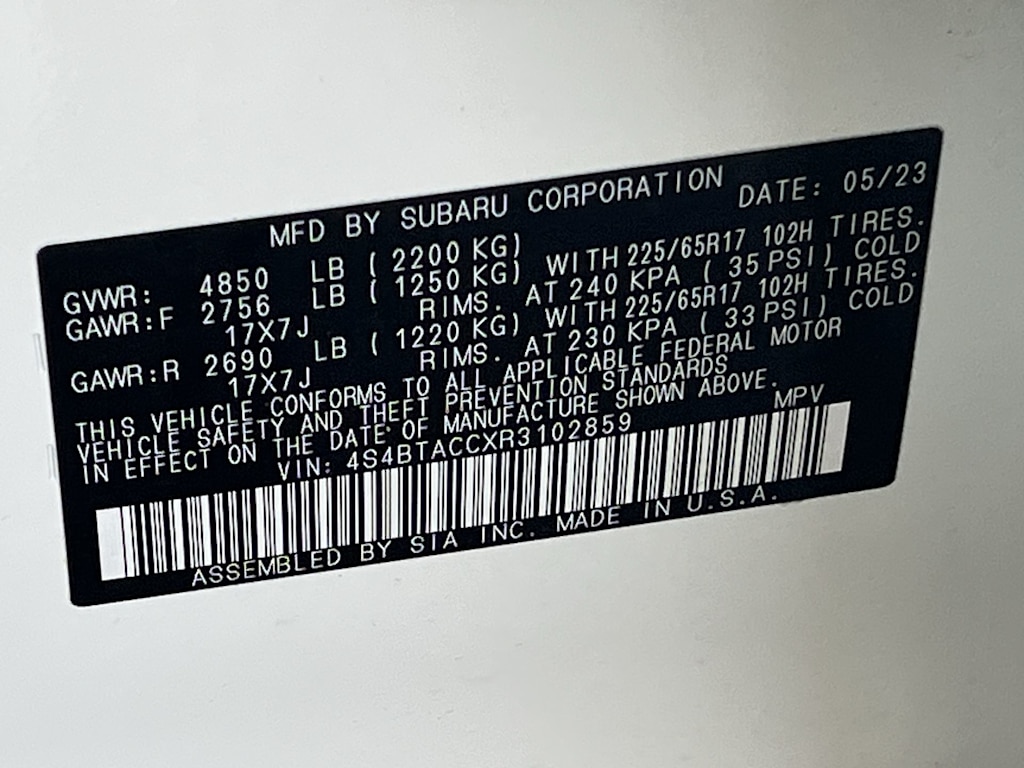 MFD BY SUBARU CORPORATION DATE: 05/23
GVWR: 4850 LB ( 2200 KG)
GAWR:F 2756 LB ( 1250 KG) WITH 225/65R17 102H TIRES.
17X7J RIMS. AT 240 KPA ( 35 PSI) COLD
GAWR:R 2690 LB ( 1220 KG) WITH 225/65R17 102H TIRES.
17X7J RIMS. AT 230 KPA ( 33 PSI) COLD
THIS VEHICLE CONFORMS TO ALL APPLICABLE FEDERAL MOTOR
VEHICLE SAFETY AND THEFT PREVENTION STANDARDS
IN EFFECT ON THE DATE OF MANUFACTURE SHOWN ABOVE.
VIN: 4S4BTACCXR3102859 MPV
ASSEMBLED BY SIA INC. MADE IN U.S.A.